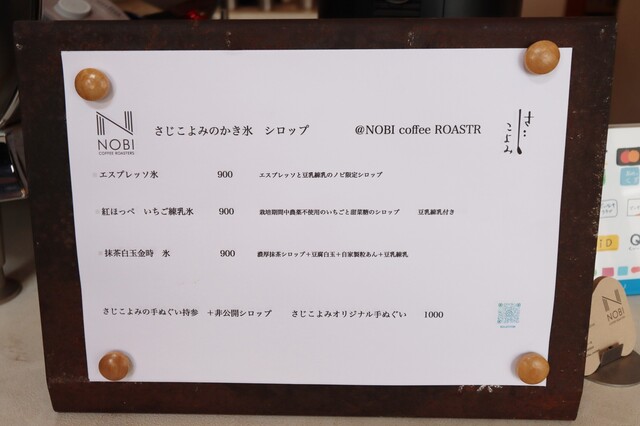 NOBI
COFFEE ROASTERS
さじこよみのかき氷　シロップ　@NOBI coffee ROASTR
さじ
こよみ
エスプレッソ氷　900　エスプレッソと豆乳練乳のノビ限定シロップ
紅ほっぺ　いちご練乳氷　900　栽培期間中農薬不使用のいちごと甜菜糖のシロップ　豆乳練乳付き
抹茶白玉金時　氷　900　濃厚抹茶シロップ＋豆腐白玉＋自家製粒あん＋豆乳練乳
さじこよみの手ぬぐい持参　＋非公開シロップ　さじこよみオリジナル手ぬぐい　1000
NOBI